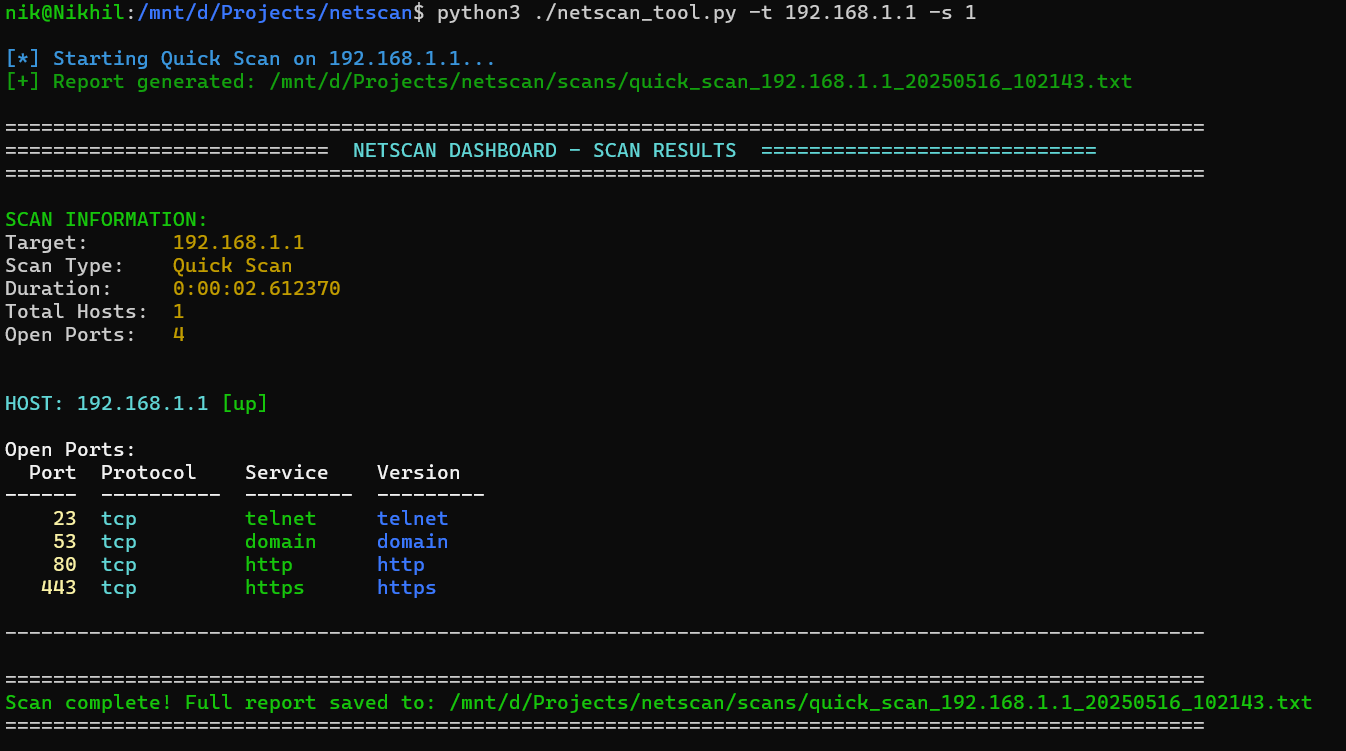 nik@Nikhil:/mnt/d/Projects/netscan$ python3 ./netscan_tool.py -t 192.168.1.1 -s 1
[*] Starting Quick Scan on 192.168.1.1...
[+] Report generated: /mnt/d/Projects/netscan/scans/quick_scan_192.168.1.1_20250516_102143.txt
====================================================================================================
===========================  NETSCAN DASHBOARD - SCAN RESULTS  ============================
====================================================================================================
SCAN INFORMATION:
Target:       192.168.1.1
Scan Type:    Quick Scan
Duration:     0:00:02.612370
Total Hosts:  1
Open Ports:   4
HOST: 192.168.1.1 [up]
Open Ports:
  Port  Protocol    Service    Version
------  ----------  ---------  ---------
    23  tcp         telnet     telnet
    53  tcp         domain     domain
    80  tcp         http       http
   443  tcp         https      https
----------------------------------------------------------------------------------------------------
====================================================================================================
Scan complete! Full report saved to: /mnt/d/Projects/netscan/scans/quick_scan_192.168.1.1_20250516_102143.txt
====================================================================================================